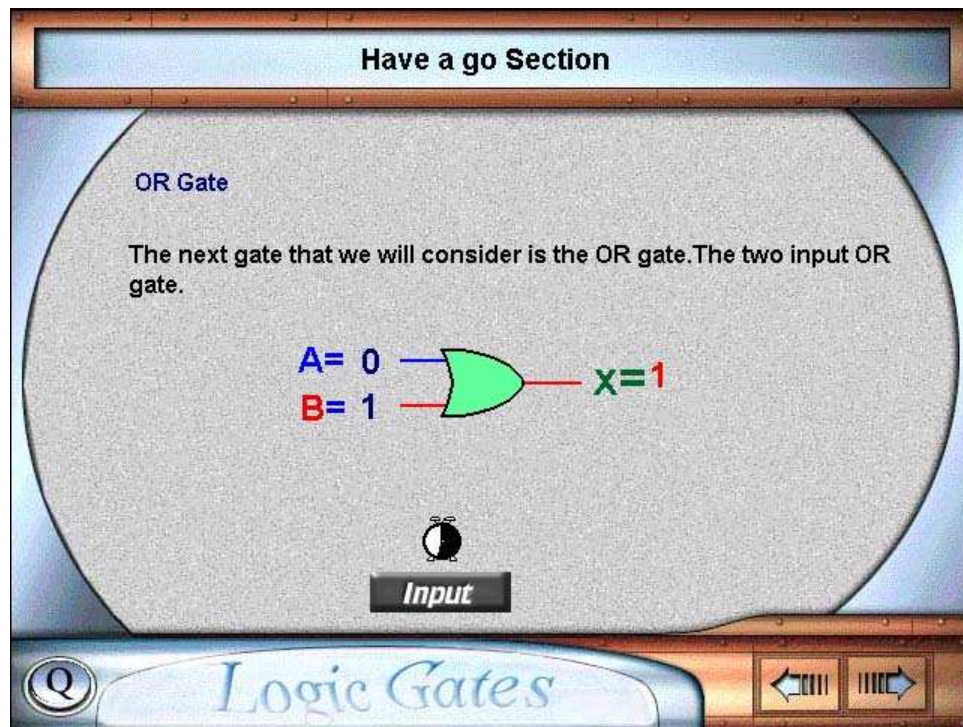 Have a go Section
OR Gate
The next gate that we will consider is the OR gate.The two input OR
gate.
A= 0
B= 1
x=1
Input
Q
Logic Gates